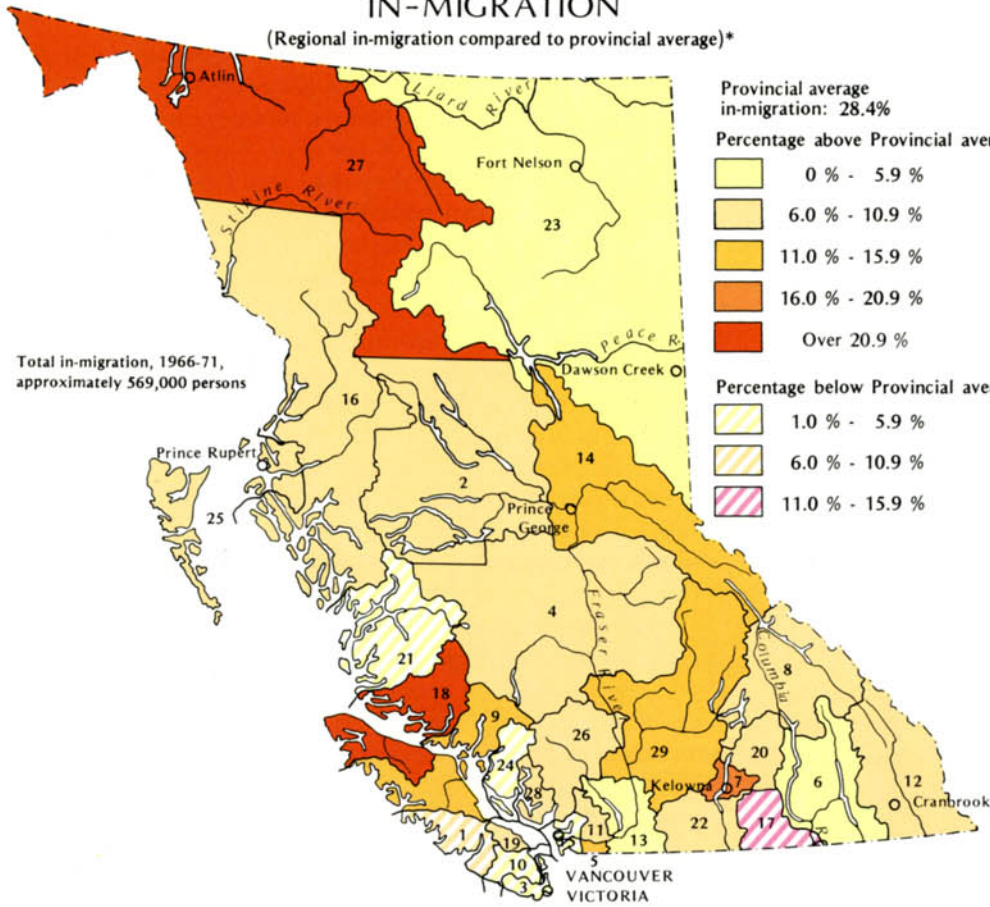 IN-MIGRATION
(Regional in-migration compared to provincial average)*
Atlin
Liard River
Provincial average
in-migration: 28.4%
Percentage above Provincial aver
0 % - 5.9 %
6.0 % - 10.9 %
11.0 % - 15.9 %
16.0 % - 20.9 %
Over 20.9 %
Percentage below Provincial aver
1.0 % - 5.9 %
6.0 % - 10.9 %
11.0 % - 15.9 %
27
Fort Nelson
Stikine River
23
Peace R.
Dawson Creek
Total in-migration, 1966-71,
approximately 569,000 persons
16
Prince Rupert
14
2
25
Prince
George
4
Fraser River
Columbia
R
21
8
18
9
26
29
20
24
Kelowna
7
6
12
28
Cranbrook
1
19
11
13
22
17
10
5
3
VANCOUVER
VICTORIA